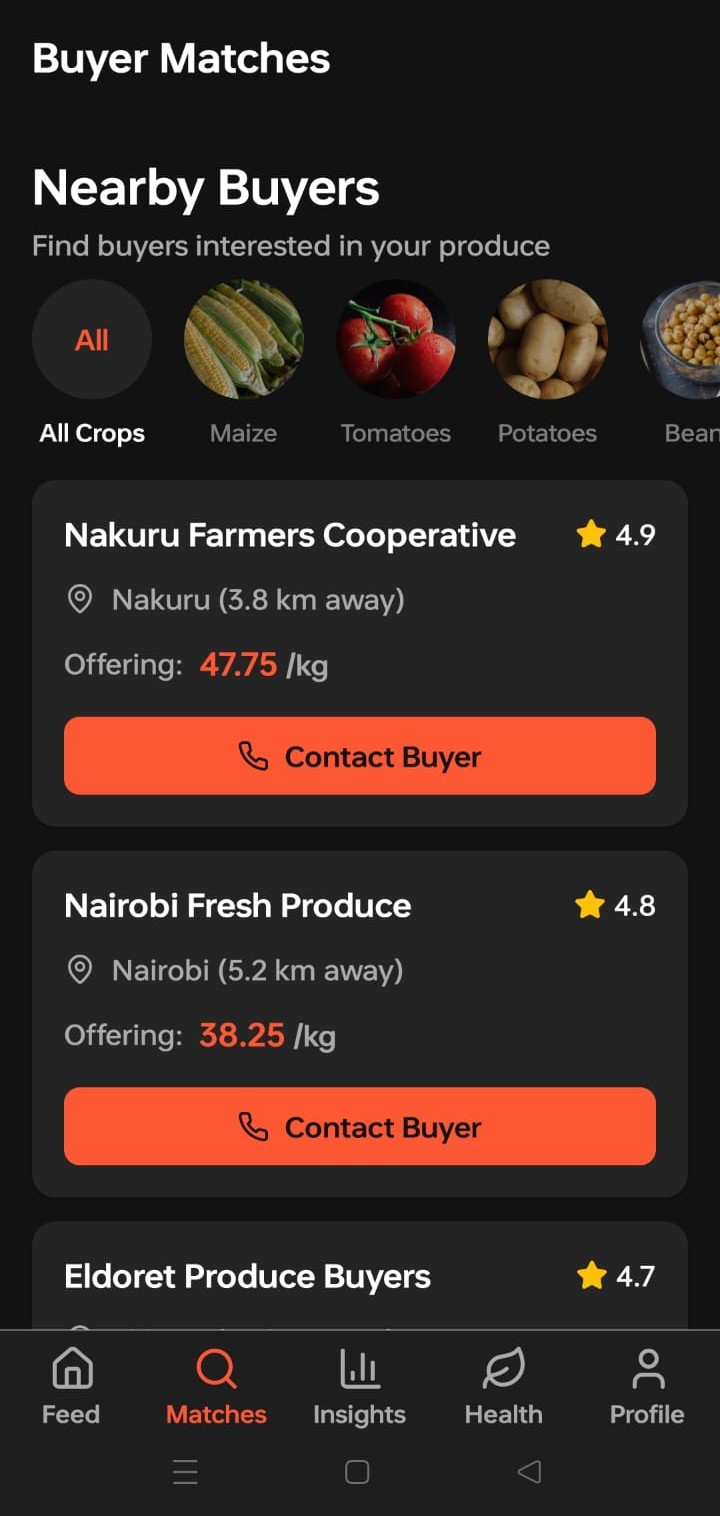 Buyer Matches
Nearby Buyers
Find buyers interested in your produce
All
All Crops
Maize
Tomatoes
Potatoes
Bean
Nakuru Farmers Cooperative
4.9
Nakuru (3.8 km away)
Offering: 47.75 /kg
Contact Buyer
Nairobi Fresh Produce
4.8
Nairobi (5.2 km away)
Offering: 38.25 /kg
Contact Buyer
Eldoret Produce Buyers
4.7
Feed
Matches
Insights
Health
Profile